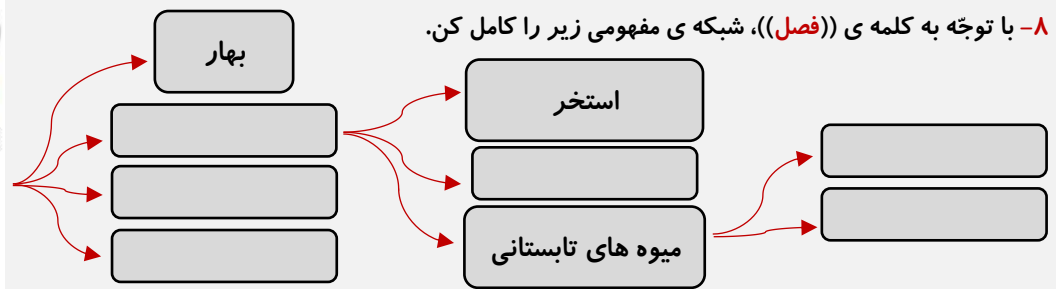 ۸- با توجّه به کلمه ی ((فصل))، شبکه ی مفهومی زیر را کامل کن.
بهار
استخر
میوه های تابستانی